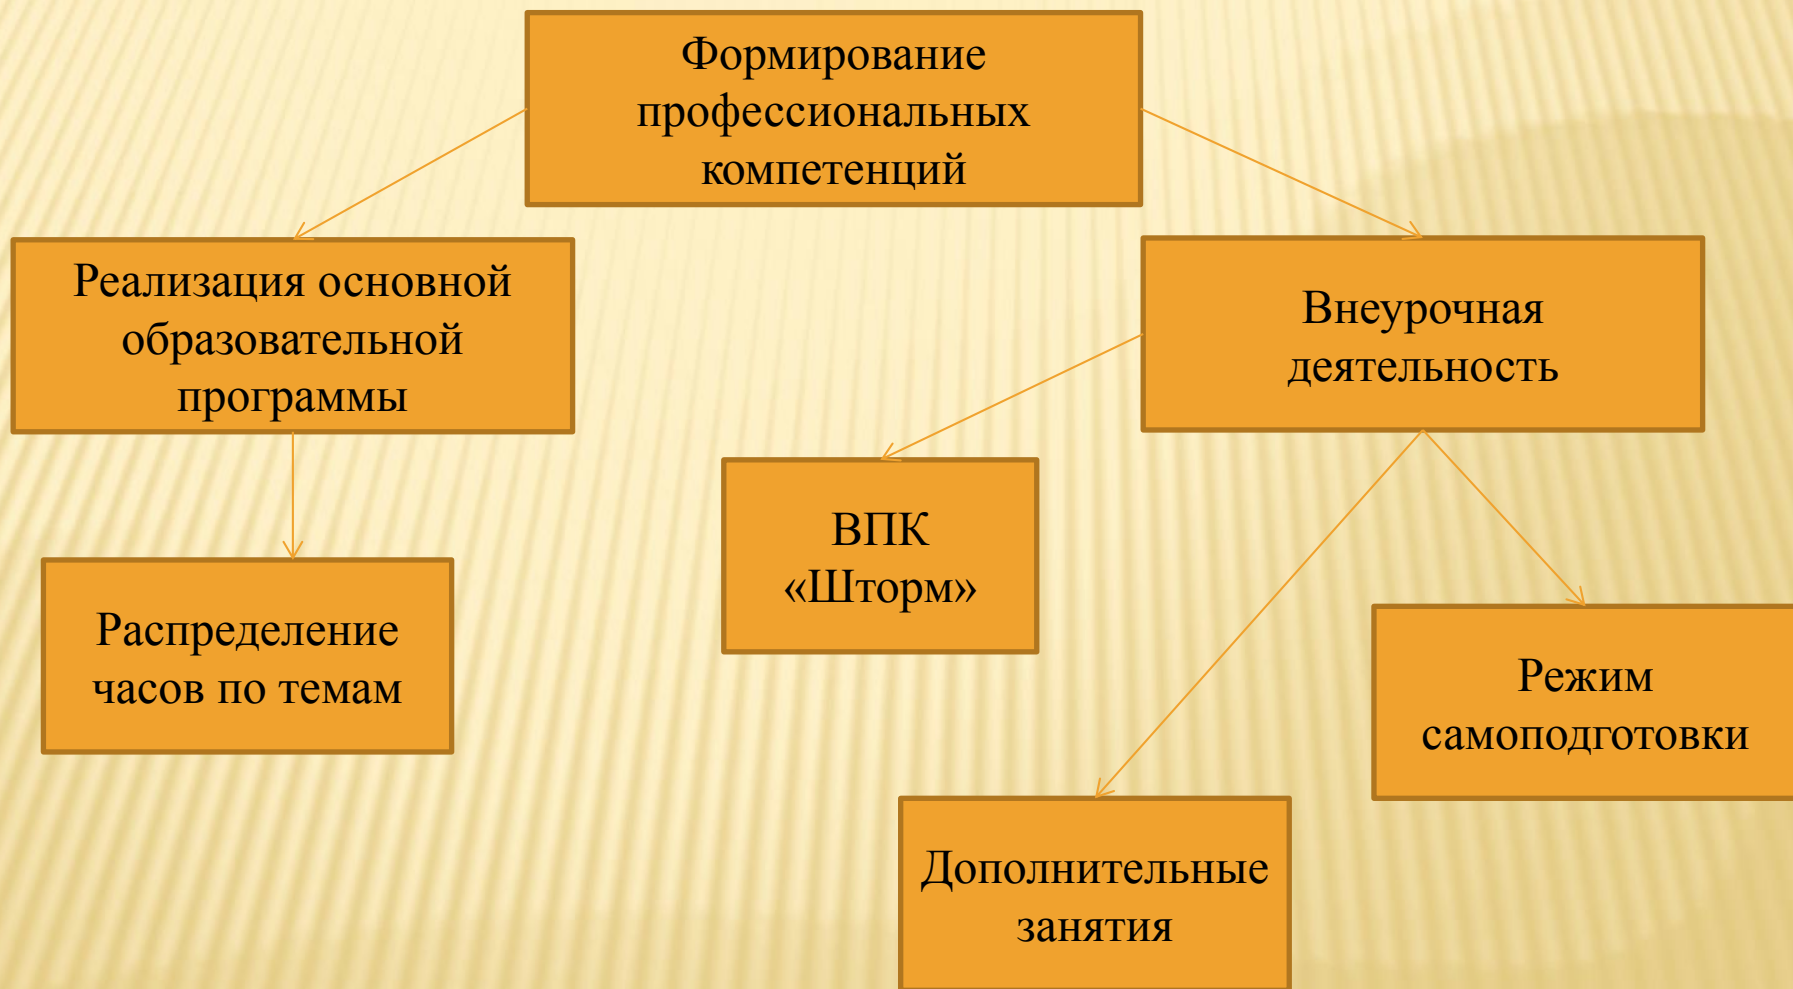 Формирование
профессиональных
компетенций
Реализация основной
образовательной
программы
Внеурочная
деятельность
ВПК
«Шторм»
Распределение
часов по темам
Режим
самоподготовки
Дополнительные
занятия